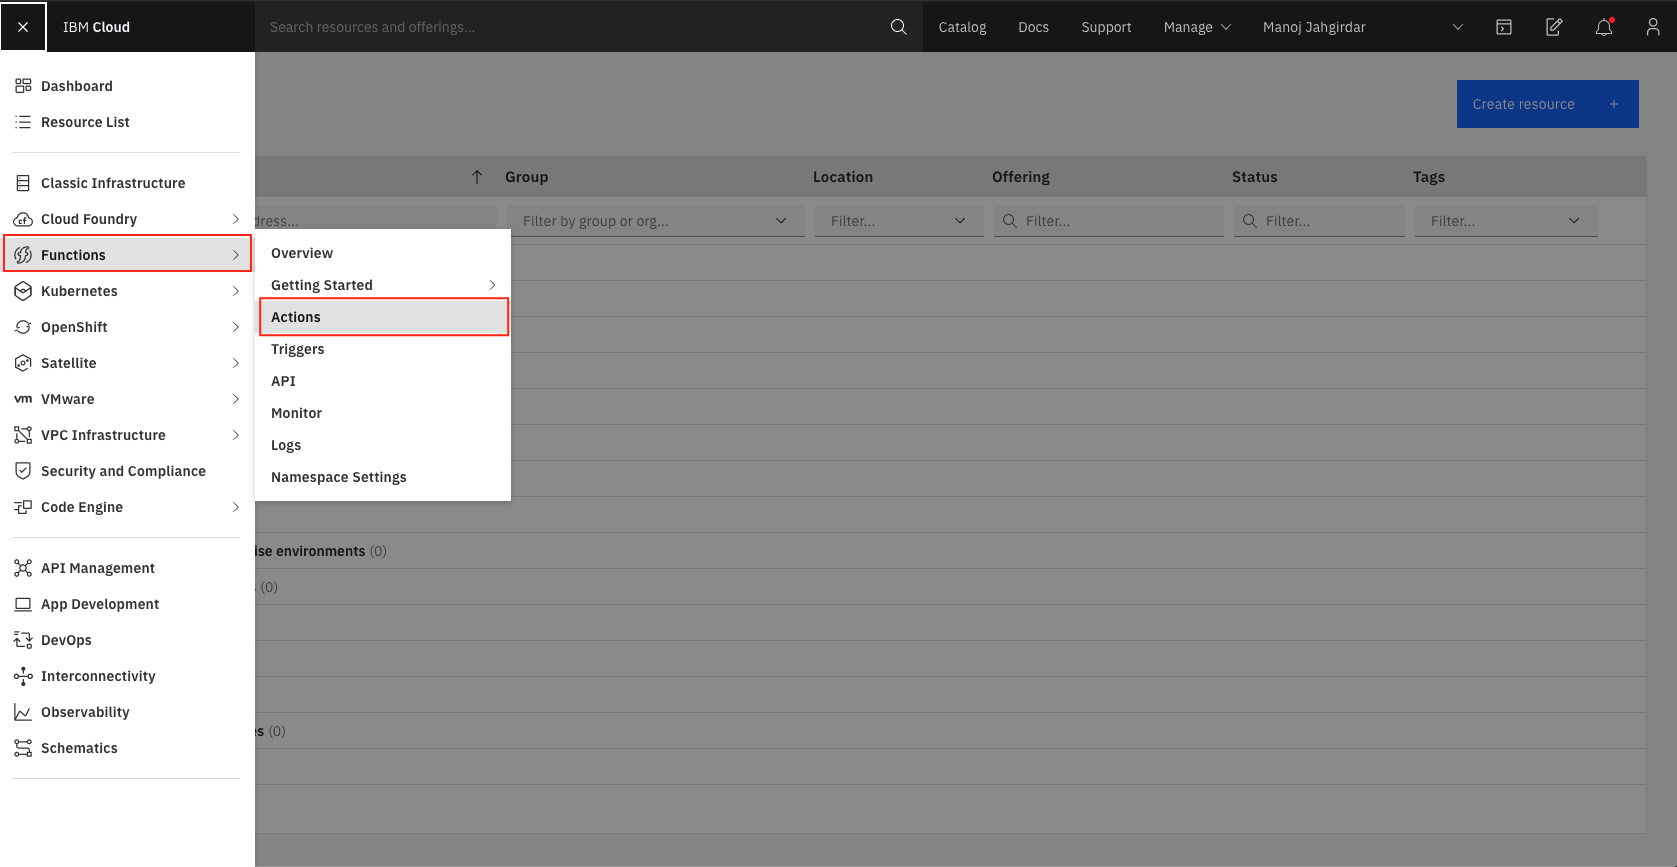 IBM Cloud
Search resources and offerings...
Catalog
Docs
Support
Manage
Manoj Jahgirdar
Dashboard
Resource List
Classic Infrastructure
Cloud Foundry
Functions
Kubernetes
OpenShift
Satellite
VMware
VPC Infrastructure
Security and Compliance
Code Engine
API Management
App Development
DevOps
Interconnectivity
Observability
Schematics
Overview
Getting Started
Actions
Triggers
API
Monitor
Logs
Namespace Settings
Create resource +
Group
Location
Offering
Status
Tags
dress...
Filter by group or org...
Filter...
Filter...
Filter...
Filter...
ise environments (0)
s (0)
es (0)